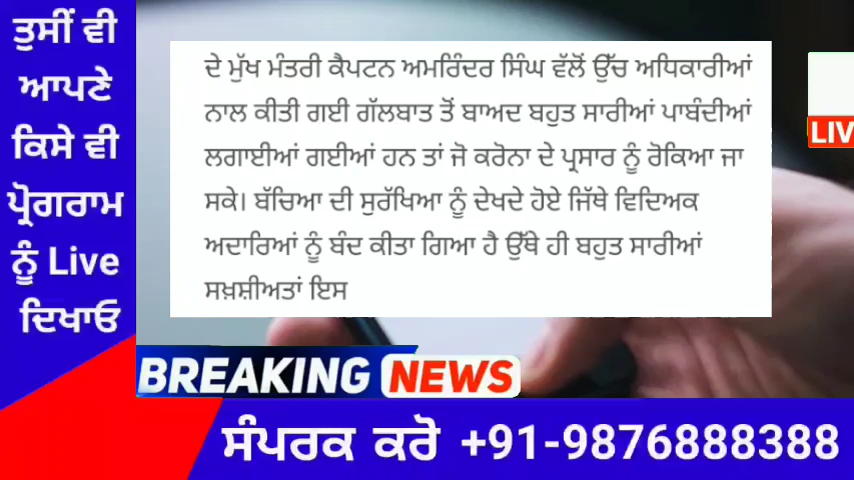 ਤੁਸੀਂ ਵੀ
ਆਪਣੇ
ਕਿਸੇ ਵੀ
ਪ੍ਰੋਗਰਾਮ
ਨੂੰ Live
ਦਿਖਾਓ
ਦੇ ਮੁੱਖ ਮੰਤਰੀ ਕੈਪਟਨ ਅਮਰਿੰਦਰ ਸਿੰਘ ਵੱਲੋਂ ਉੱਚ ਅਧਿਕਾਰੀਆਂ
ਨਾਲ ਕੀਤੀ ਗਈ ਗੱਲਬਾਤ ਤੋਂ ਬਾਅਦ ਬਹੁਤ ਸਾਰੀਆਂ ਪਾਬੰਦੀਆਂ
ਲਗਾਈਆਂ ਗਈਆਂ ਹਨ ਤਾਂ ਜੋ ਕਰੋਨਾ ਦੇ ਪ੍ਰਸਾਰ ਨੂੰ ਰੋਕਿਆ ਜਾ
ਸਕੇ। ਬੱਚਿਆ ਦੀ ਸੁਰੱਖਿਆ ਨੂੰ ਦੇਖਦੇ ਹੋਏ ਜਿੱਥੇ ਵਿਦਿਅਕ
ਅਦਾਰਿਆਂ ਨੂੰ ਬੰਦ ਕੀਤਾ ਗਿਆ ਹੈ ਉੱਥੇ ਹੀ ਬਹੁਤ ਸਾਰੀਆਂ
ਸਖ਼ਸ਼ੀਅਤਾਂ ਇਸ
LIV
BREAKING NEWS
ਸੰਪਰਕ ਕਰੋ +91-9876888388